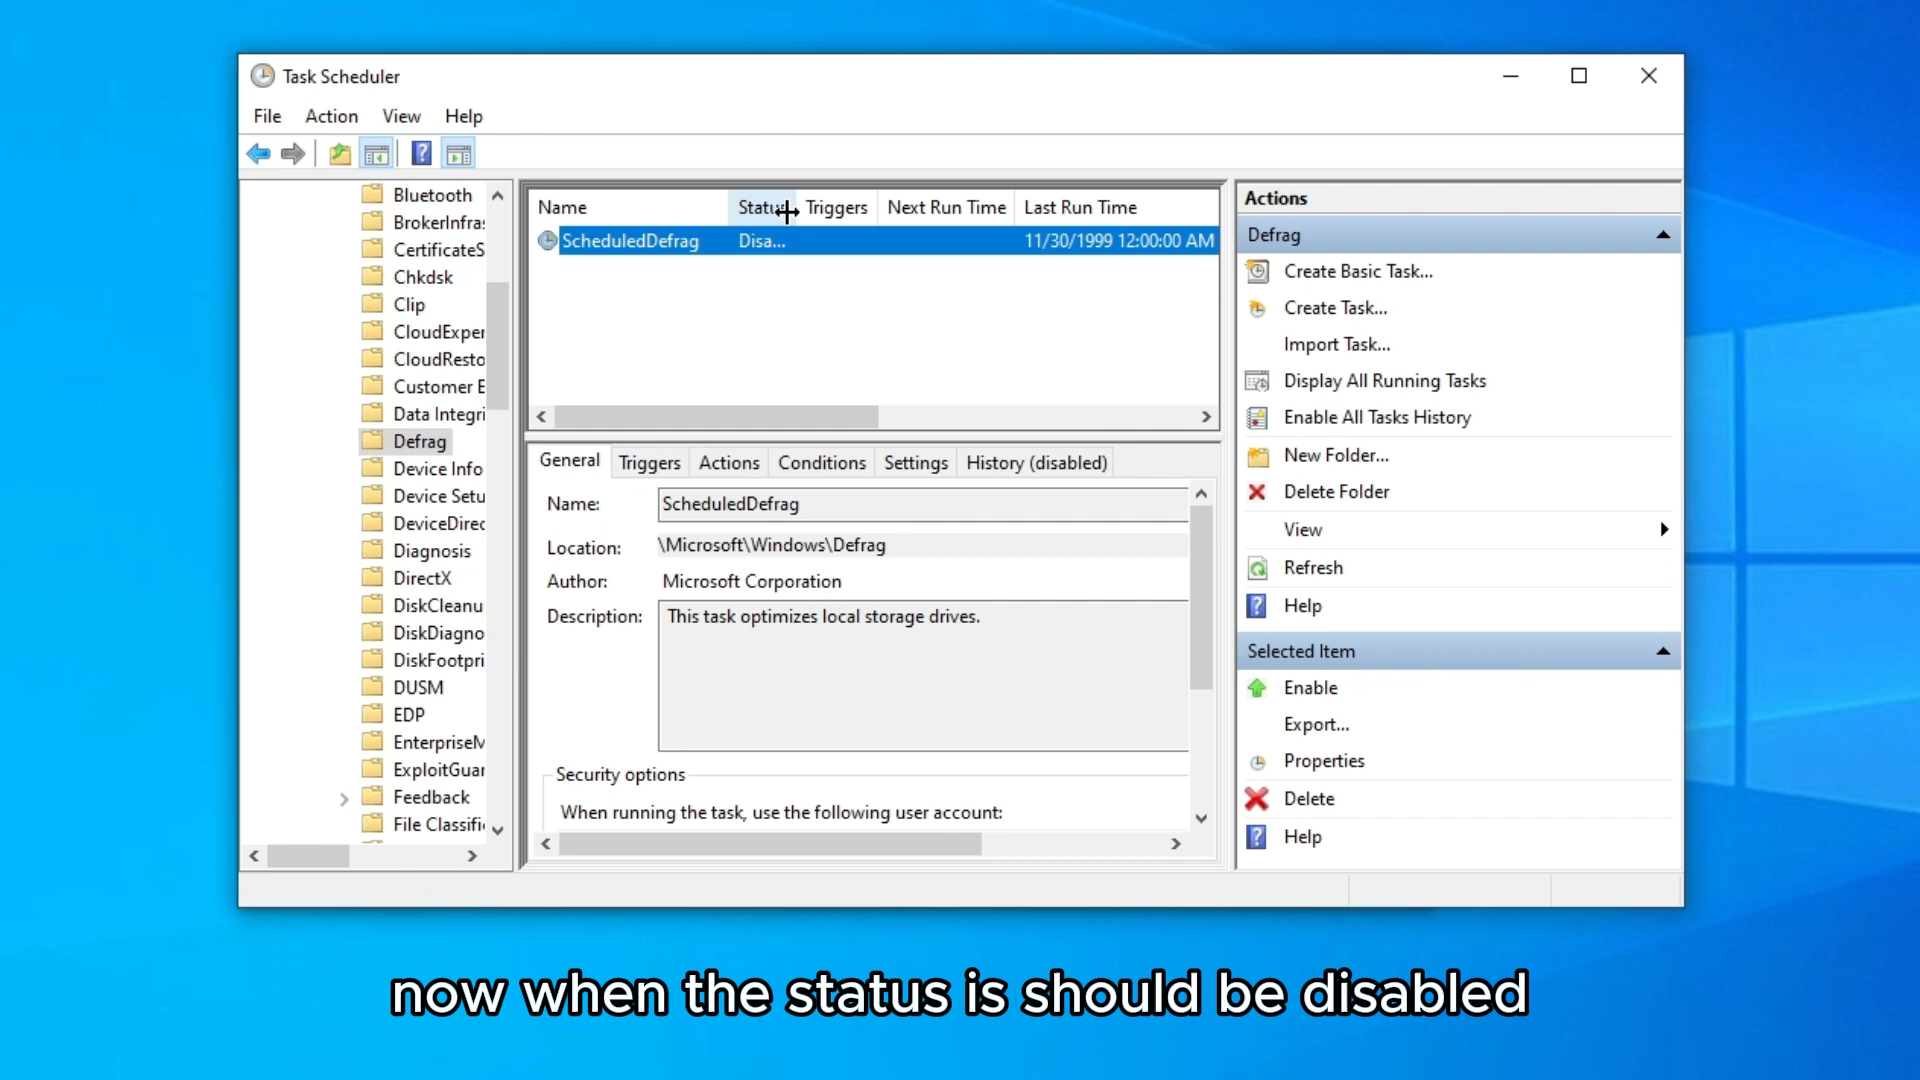 Task Scheduler
File Action View Help
Bluetooth
BrokerInfra
CertificateS
Chkdsk
Clip
CloudExper
CloudResto
Customer E
Data Integri
Defrag
Device Info
Device Setu
DeviceDirec
Diagnosis
DirectX
DiskCleanu
DiskDiagno
DiskFootpri
DUSM
EDP
EnterpriseM
ExploitGuar
Feedback
File Classifi
Name Status Triggers Next Run Time Last Run Time
ScheduledDefrag Disa... 11/30/1999 12:00:00 AM
General Triggers Actions Conditions Settings History (disabled)
Name: ScheduledDefrag
Location: \Microsoft\Windows\Defrag
Author: Microsoft Corporation
Description: This task optimizes local storage drives.
Security options
When running the task, use the following user account:
Actions
Defrag
Create Basic Task...
Create Task...
Import Task...
Display All Running Tasks
Enable All Tasks History
New Folder...
Delete Folder
View
Refresh
Help
Selected Item
Enable
Export...
Properties
Delete
Help
now when the status is should be disabled